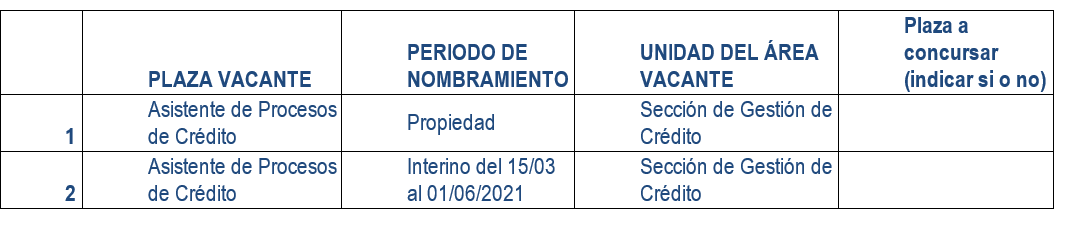 PLAZA VACANTE
PERIODO DE
NOMBRAMIENTO
UNIDAD DEL ÁREA
VACANTE
Plaza a
concursar
(indicar si o no)
1
Asistente de Procesos
de Crédito
Propiedad
Sección de Gestión de
Crédito
2
Asistente de Procesos
de Crédito
Interino del 15/03
al 01/06/2021
Sección de Gestión de
Crédito